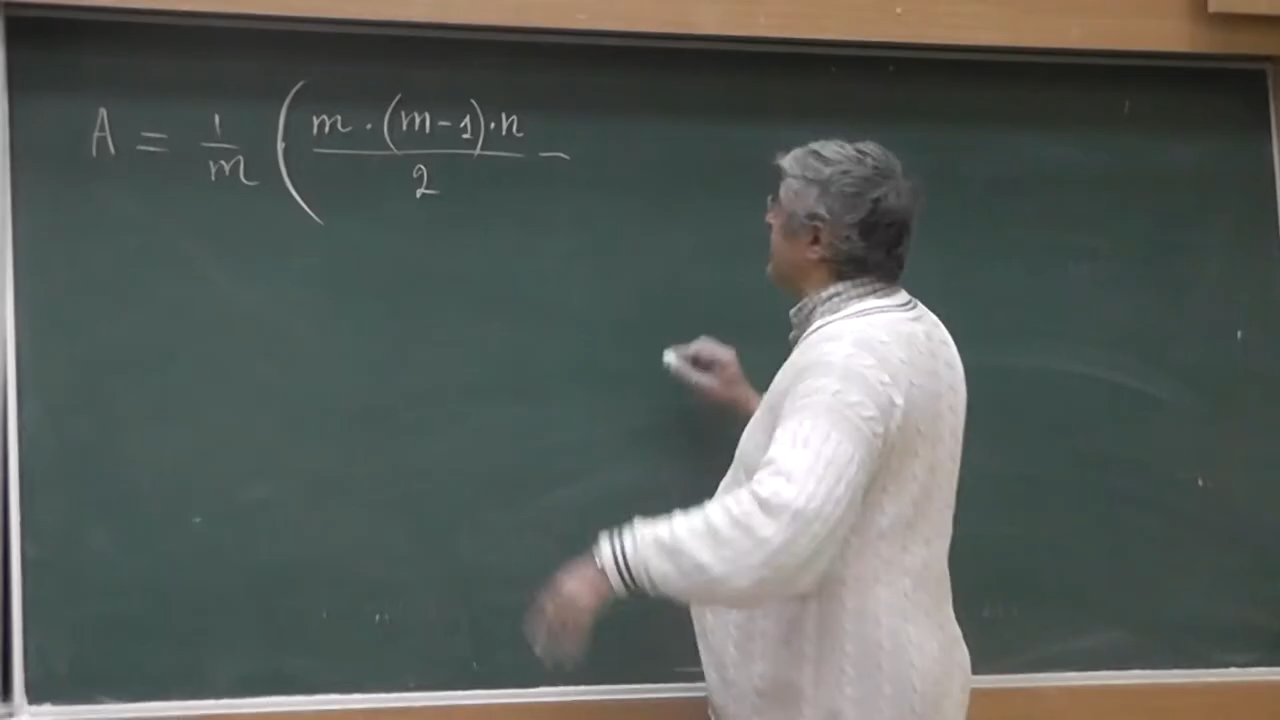 A = 1/m ( m · (m-1) · n / 2 -